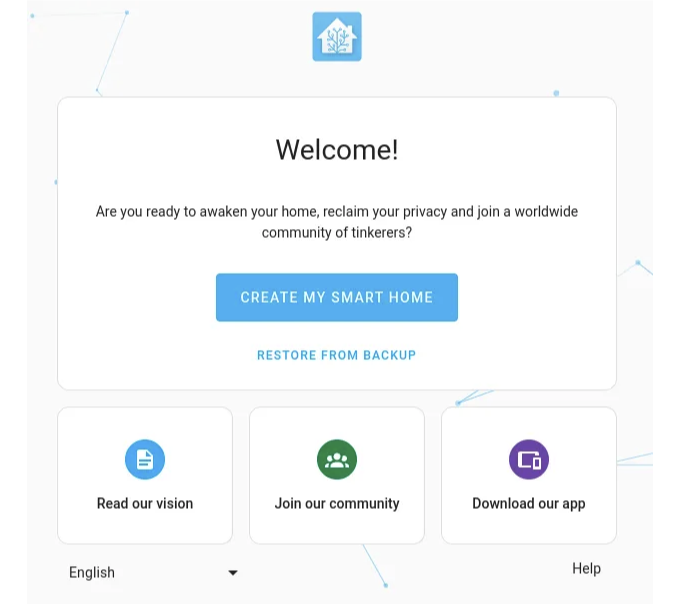 Welcome!
Are you ready to awaken your home, reclaim your privacy and join a worldwide
community of tinkerers?
CREATE MY SMART HOME
RESTORE FROM BACKUP
Read our vision
Join our community
Download our app
English
Help